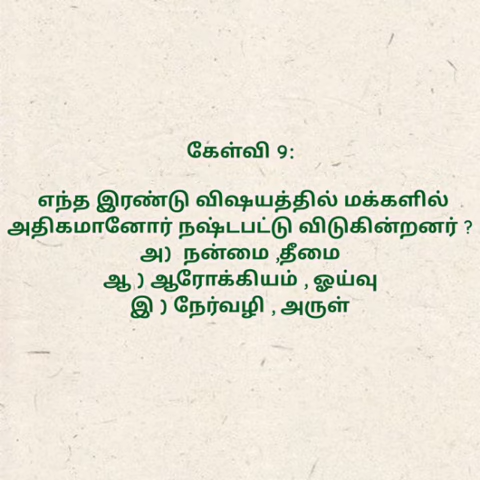 கேள்வி 9:
எந்த இரண்டு விஷயத்தில் மக்களில்
அதிகமானோர் நஷ்டபட்டு விடுகின்றனர் ?
அ) நன்மை ,தீமை
ஆ ) ஆரோக்கியம் , ஓய்வு
இ ) நேர்வழி , அருள்